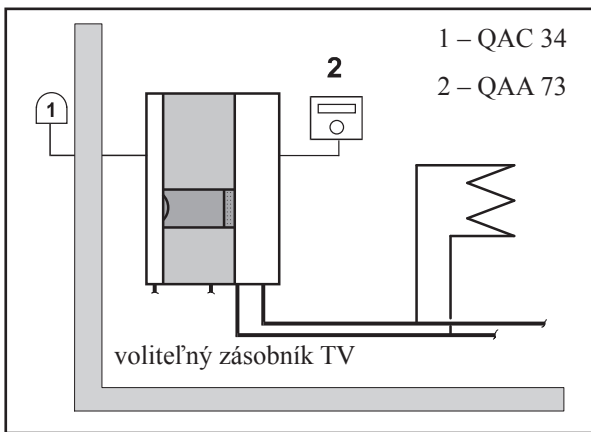 1 – QAC 34
2
2 – QAA 73
1
voliteľný zásobník TV